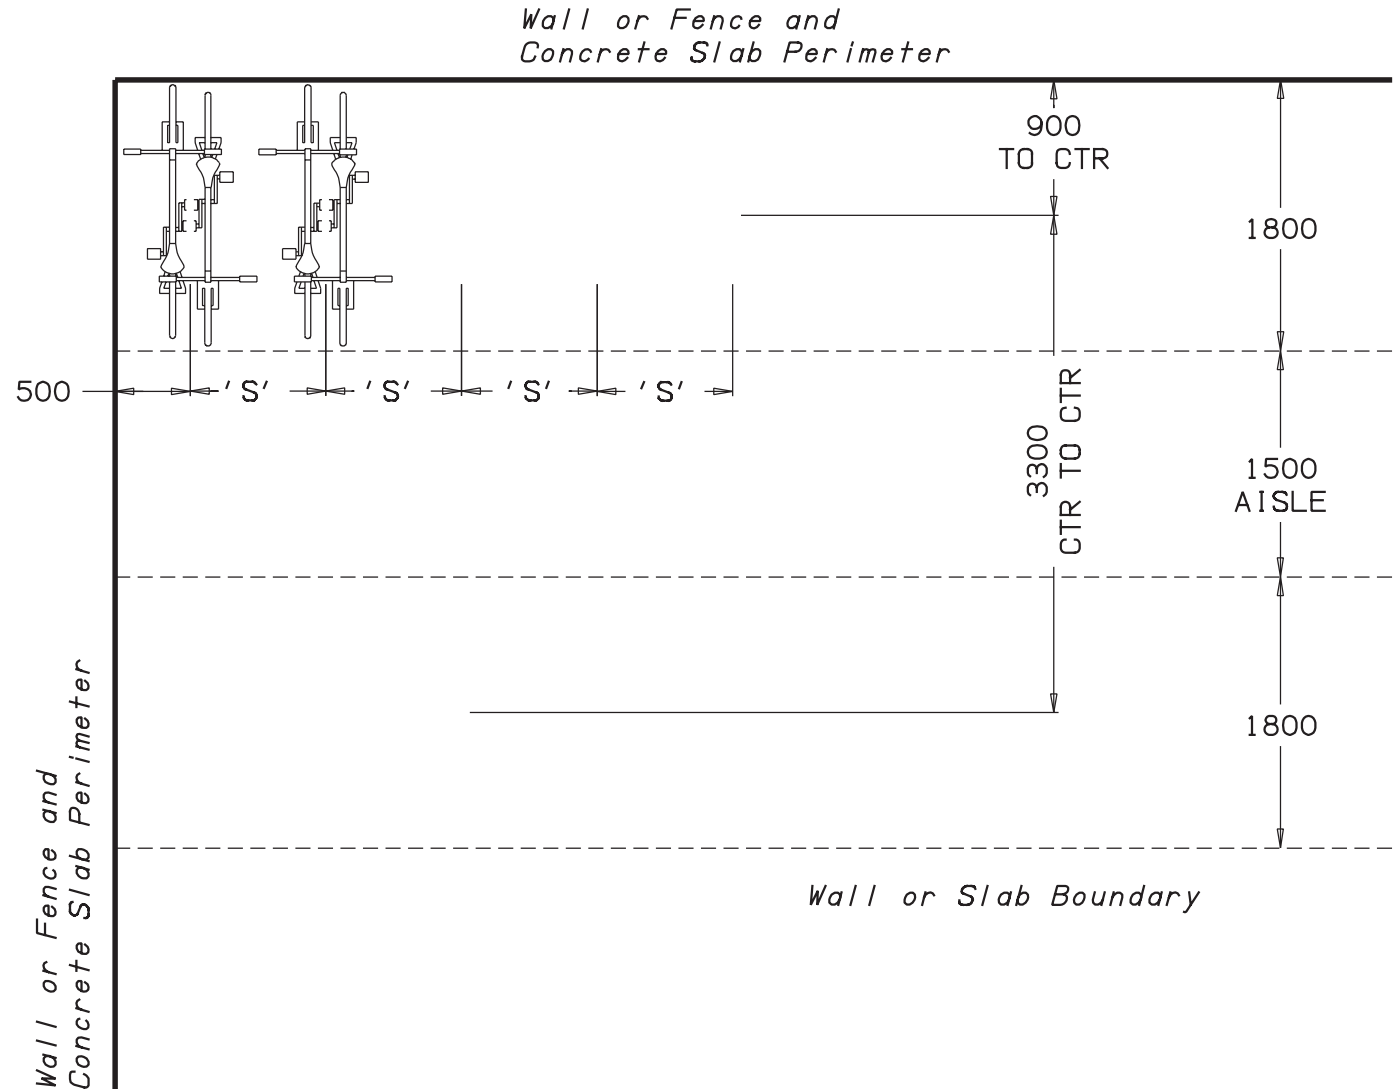 Wall or Fence and
Concrete Slab Perimeter
900
TO CTR
1800
500
'S'
'S'
'S'
'S'
3300
CTR TO CTR
1500
AISLE
1800
Wall or Slab Boundary
Wall or Fence and
Concrete Slab Perimeter